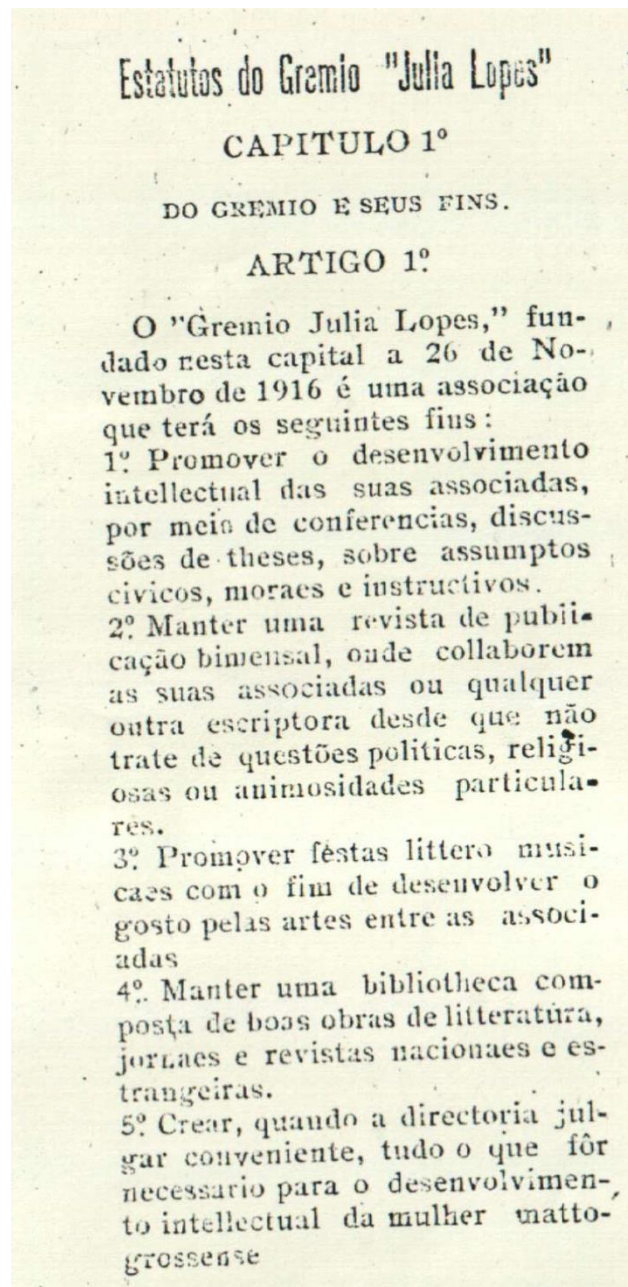 Estatutos do Gremio "Julia Lopes"
CAPITULO 1º
DO GREMIO E SEUS FINS.
ARTIGO 1º
O "Gremio Julia Lopes," fun-
dado nesta capital a 26 de No-
vembro de 1916 é uma associação
que terá os seguintes fins:
1º Promover o desenvolvimento
intellectual das suas associadas,
por meio de conferencias, discus-
sões de theses, sobre assumptos
civicos, moraes e instructivos.
2º Manter uma revista de publi-
cação bimensal, onde collaborem
as suas associadas ou qualquer
outra escriptora desde que não
trate de questões politicas, religi-
osas ou animosidades particula-
res.
3º Promover féstas littero musi-
caes com o fim de desenvolver o
gosto pelas artes entre as associ-
adas
4º Manter uma bibliotheca com-
posta de boas obras de litteratura,
jornaes e revistas nacionaes e es-
trangeiras.
5º Crear, quando a directoria jul-
gar conveniente, tudo o que fôr
necessario para o desenvolvimen-
to intellectual da mulher matto-
grossense